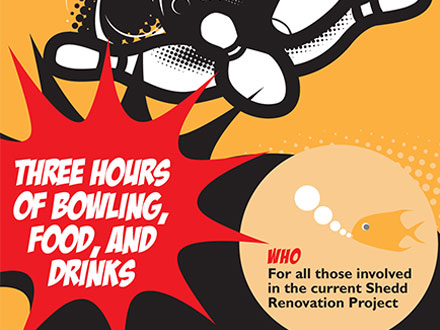 THREE HOURS
OF BOWLING,
FOOD, AND
DRINKS
WHO
For all those involved
in the current Shedd
Renovation Project